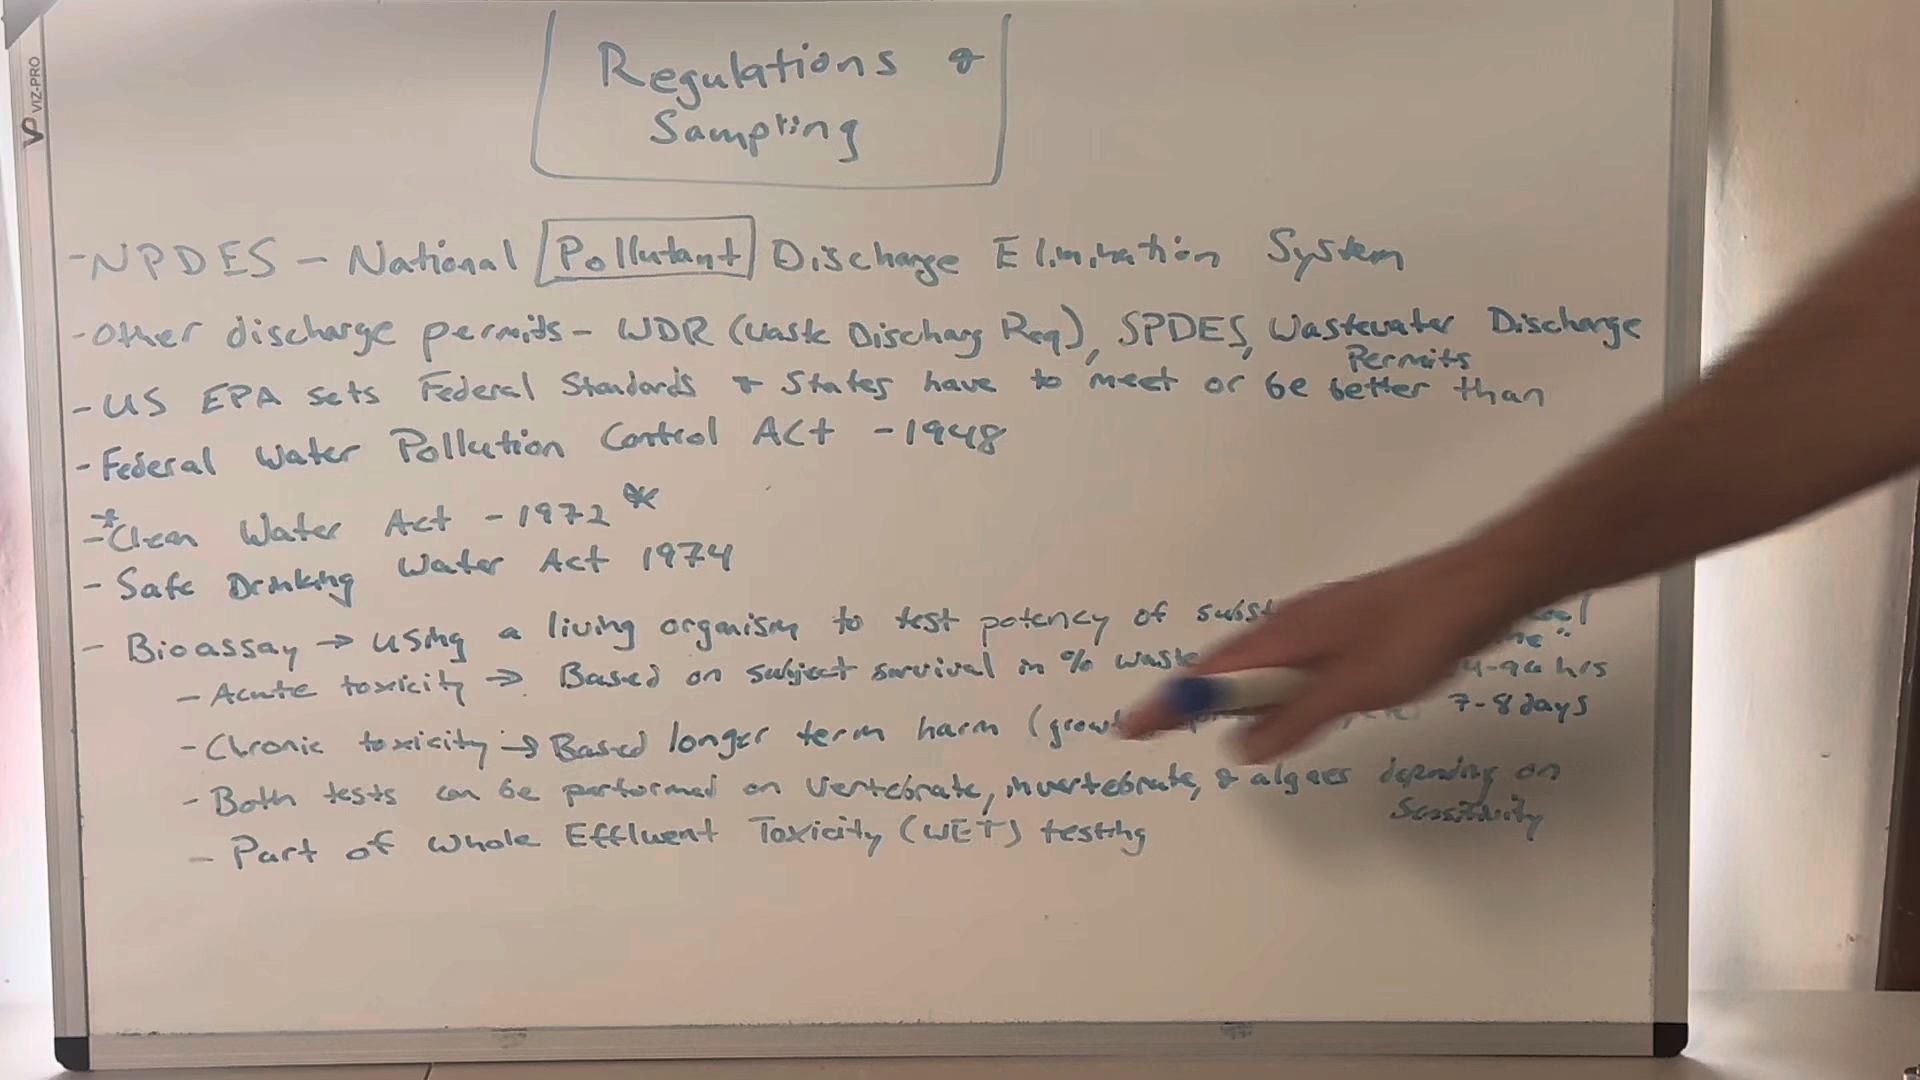 VIZ-PRO
Regulations &
Sampling
- NPDES - National Pollutant Discharge Elimination System
- Other discharge permits - WDR (Waste Discharg Req), SPDES, Wastewater Discharge
Permits
- US EPA sets Federal Standards & States have to meet or be better than
- Federal Water Pollution Control Act - 1948
*- Clean Water Act - 1972 *
- Safe Drinking Water Act 1974
- Bioassay → using a living organism to test potency of
- Acute toxicity → Based on subject survival in % hrs
- Chronic toxicity → Based longer term harm 7-8 days
- Both tests can be performed on vertebrate, invertebrate, & algaes depending on
Sensitivity
- Part of Whole Effluent Toxicity (WET) testing